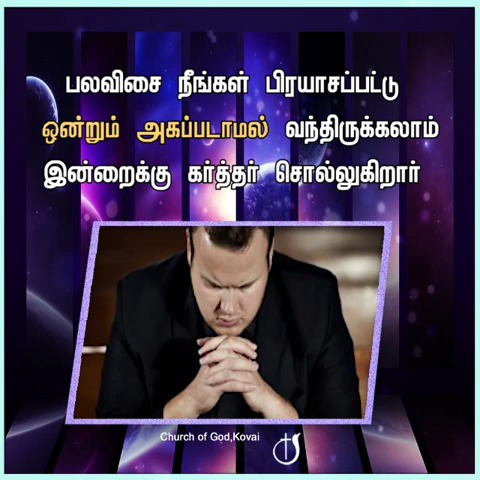 பலவிசை நீங்கள் பிரயாசப்பட்டு
ஒன்றும் அகப்படாமல் வந்திருக்கலாம்
இன்றைக்கு கர்த்தர் சொல்லுகிறார்
Church of God,Kovai